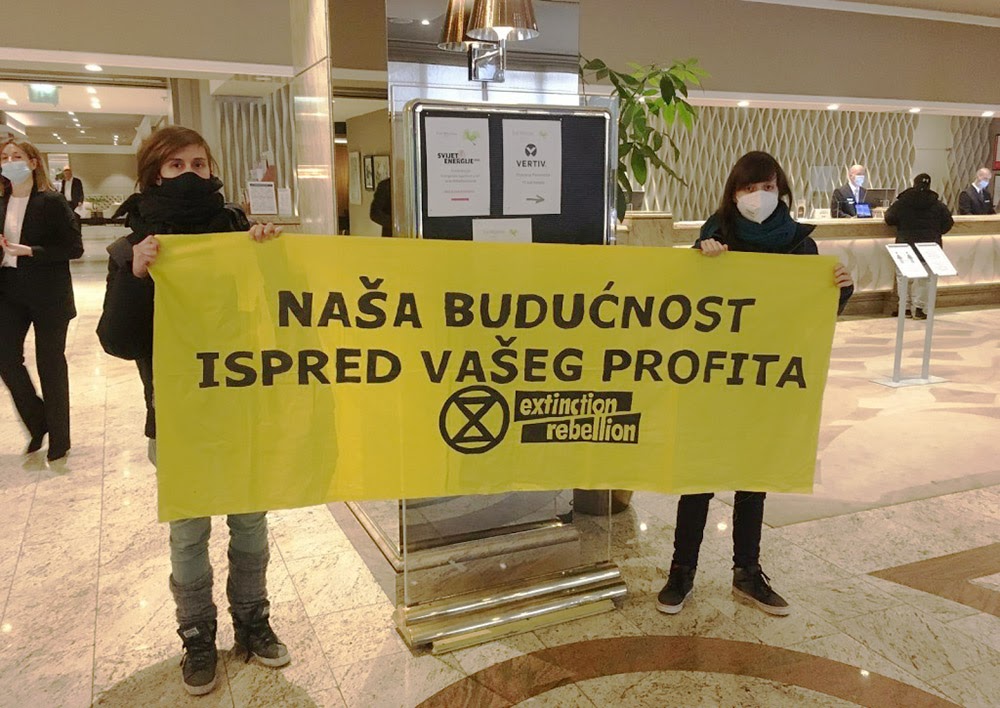 SVIJET
ENERGIJE
VERTIV
NAŠA BUDUĆNOST
ISPRED VAŠEG PROFITA
extinction
rebellion